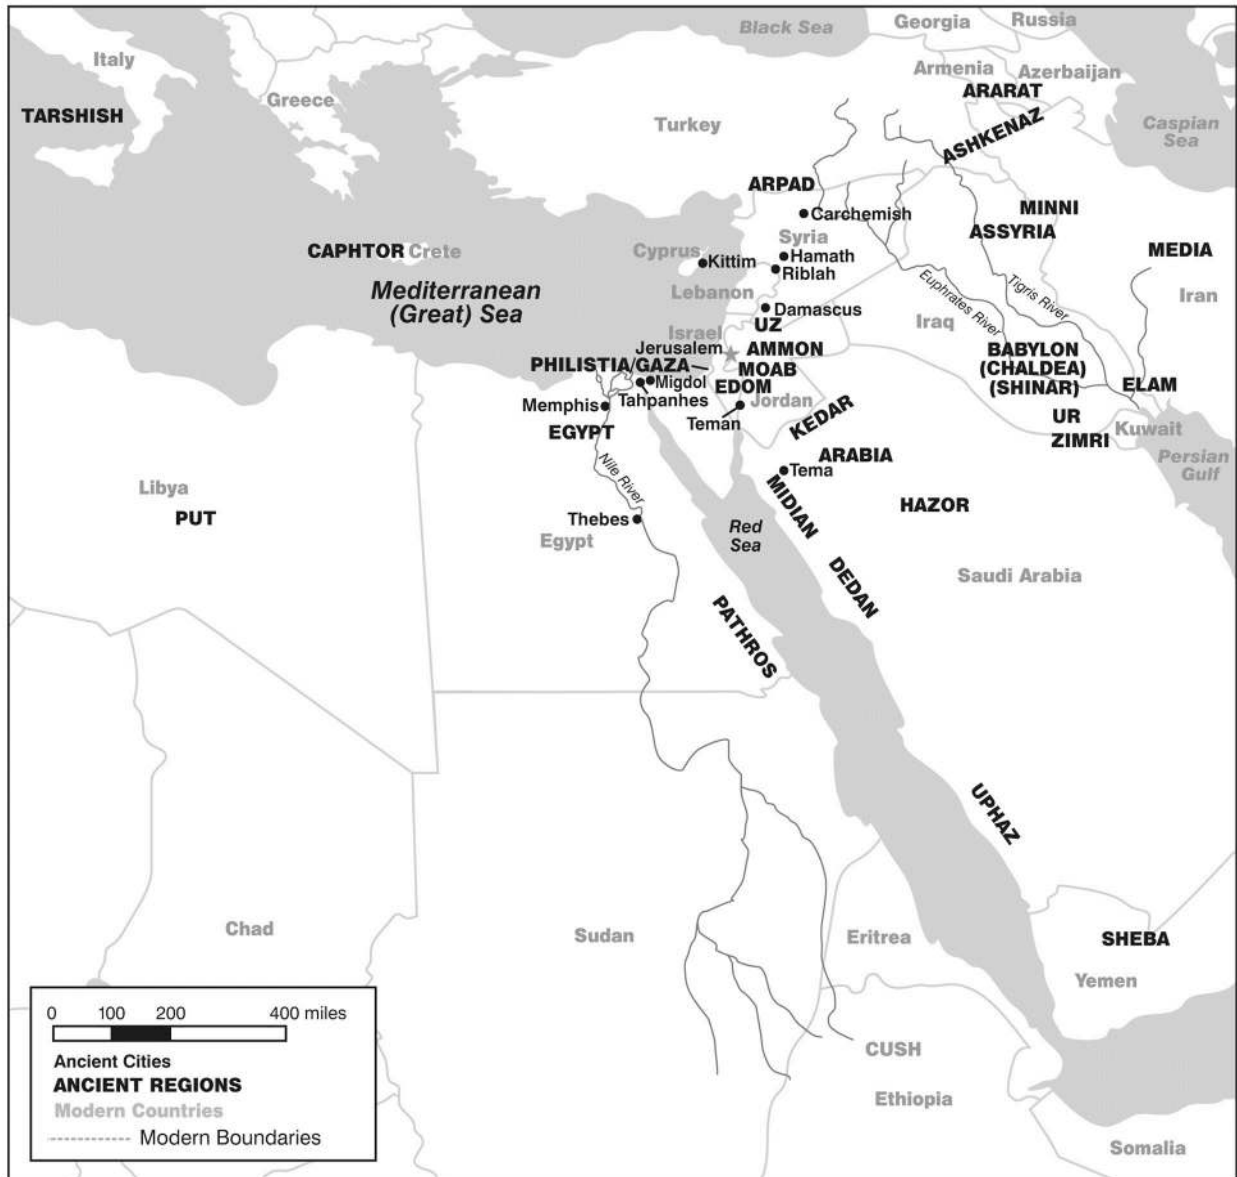 Black Sea
Georgia
Russia
Italy
Armenia
Azerbaijan
Greece
ARARAT
TARSHISH
Turkey
ASHKENAZ
Caspian
Sea
ARPAD
Carchemish
MINNI
Syria
ASSYRIA
CAPHTOR
Crete
Cyprus
Kittim
Hamath
Riblah
MEDIA
Mediterranean
(Great) Sea
Lebanon
Euphrates River
Tigris River
Iran
Damascus
UZ
Iraq
Israel
Jerusalem
AMMON
BABYLON
(CHALDEA)
(SHINAR)
PHILISTIA/GAZA
MOAB
Migdol
EDOM
ELAM
Tahpanhes
Jordan
Memphis
Teman
KEDAR
UR
EGYPT
Kuwait
ZIMRI
Nile River
ARABIA
Persian
Gulf
Tema
Libya
MIDIAN
PUT
HAZOR
Thebes
Red
Sea
Egypt
DEDAN
Saudi Arabia
PATHROS
UPHAZ
Chad
Sudan
Eritrea
SHEBA
Yemen
CUSH
Ethiopia
Somalia
0 100 200 400 miles
Ancient Cities
ANCIENT REGIONS
Modern Countries
Modern Boundaries